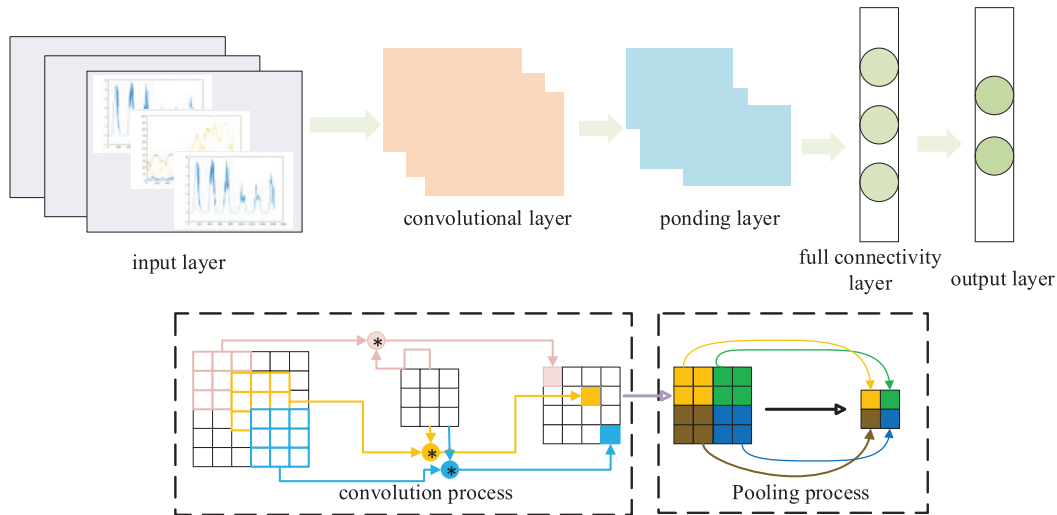 input layer
convolutional layer
ponding layer
full connectivity
layer
output layer
*
*
*
convolution process
Pooling process